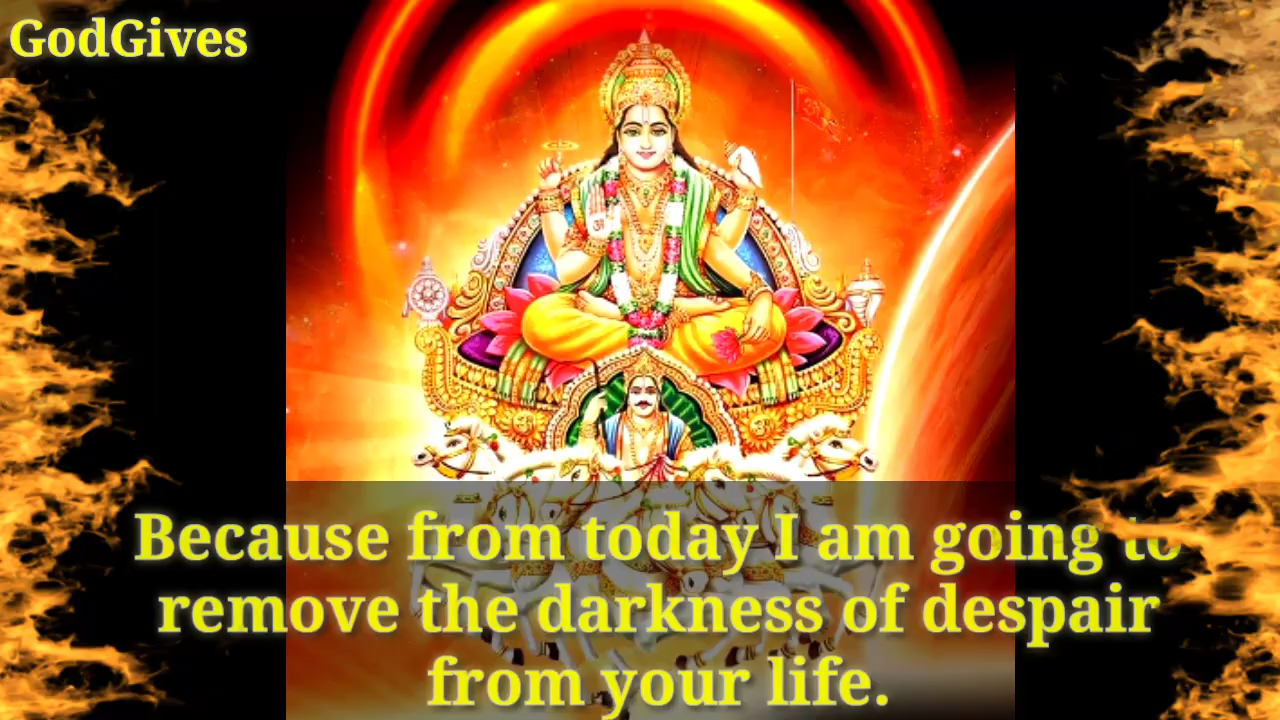 GodGives
Because from today I am going to
remove the darkness of despair
from your life.